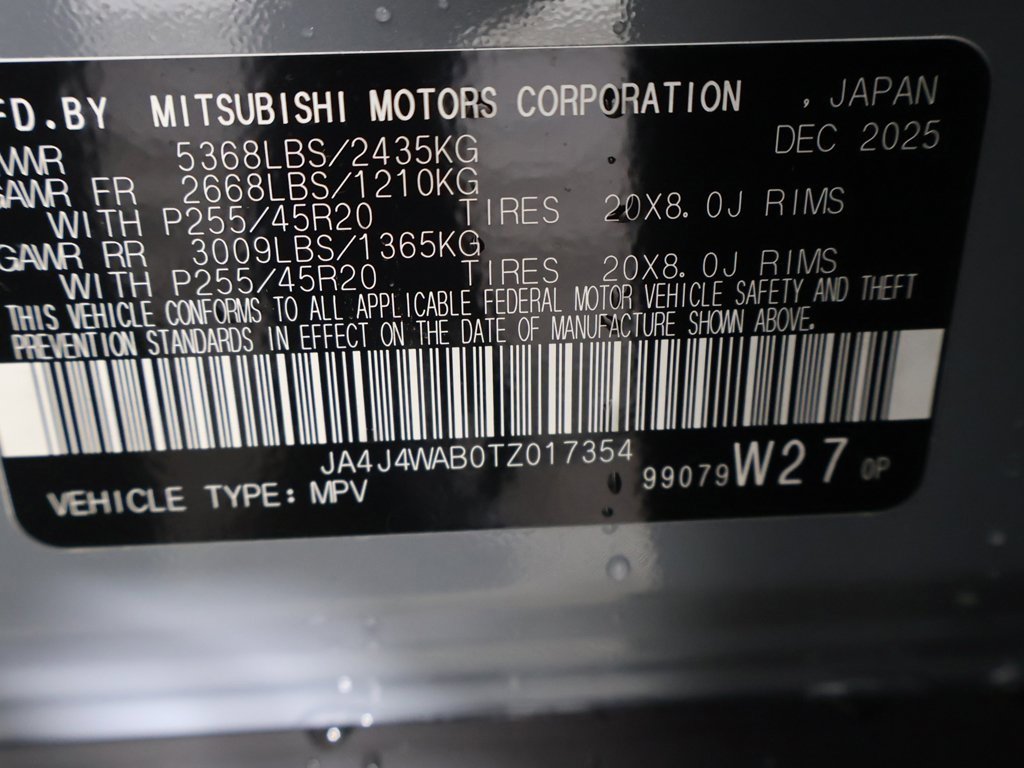 FD.BY MITSUBISHI MOTORS CORPORATION , JAPAN
DEC 2025
VWR 5368LBS/2435KG
GAWR FR 2668LBS/1210KG
WITH P255/45R20 TIRES 20X8.0J RIMS
GAWR RR 3009LBS/1365KG
WITH P255/45R20 TIRES 20X8.0J RIMS
THIS VEHICLE CONFORMS TO ALL APPLICABLE FEDERAL MOTOR VEHICLE SAFETY AND THEFT
PREVENTION STANDARDS IN EFFECT ON THE DATE OF MANUFACTURE SHOWN ABOVE.
JA4J4WAB0TZ017354
VEHICLE TYPE: MPV 99079 W27 0P